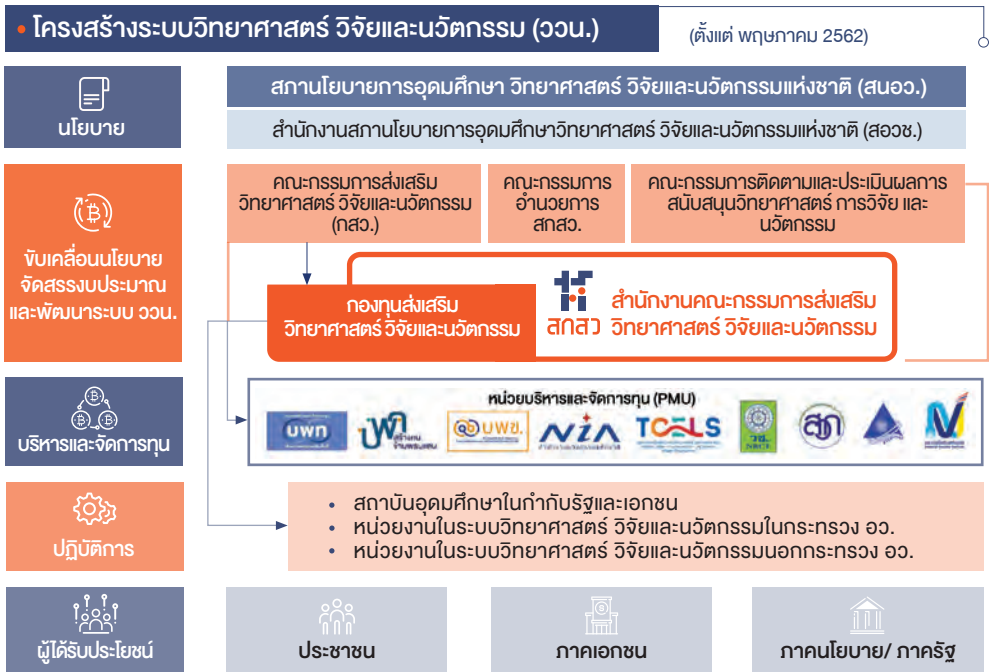 • โครงสร้างระบบวิทยาศาสตร์ วิจัยและนวัตกรรม (ววน.)
(ตั้งแต่ พฤษภาคม 2562)
นโยบาย
สภานโยบายการอุดมศึกษา วิทยาศาสตร์ วิจัยและนวัตกรรมแห่งชาติ (สนอว.)
สำนักงานสภานโยบายการอุดมศึกษาวิทยาศาสตร์ วิจัยและนวัตกรรมแห่งชาติ (สอวช.)
ขับเคลื่อนนโยบาย
จัดสรรงบประมาณ
และพัฒนาระบบ ววน.
คณะกรรมการส่งเสริม
วิทยาศาสตร์ วิจัยและนวัตกรรม
(กสว.)
คณะกรรมการ
อำนวยการ
สกสว.
คณะกรรมการติดตามและประเมินผลการ
สนับสนุนวิทยาศาสตร์ การวิจัย และ
นวัตกรรม
กองทุนส่งเสริม
วิทยาศาสตร์ วิจัยและนวัตกรรม
สกสว
สำนักงานคณะกรรมการส่งเสริม
วิทยาศาสตร์ วิจัยและนวัตกรรม
บริหารและจัดการทุน
หน่วยบริหารและจัดการทุน (PMU)
บพท
บพข.
NIA
TCELS
วช.
NRCT
ปฏิบัติการ
• สถาบันอุดมศึกษาในกำกับรัฐและเอกชน
• หน่วยงานในระบบวิทยาศาสตร์ วิจัยและนวัตกรรมในกระทรวง อว.
• หน่วยงานในระบบวิทยาศาสตร์ วิจัยและนวัตกรรมนอกกระทรวง อว.
ผู้ได้รับประโยชน์
ประชาชน
ภาคเอกชน
ภาคนโยบาย/ ภาครัฐ